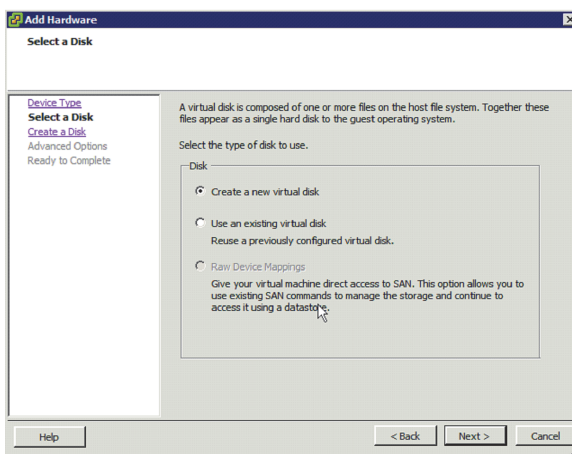 Add Hardware
Select a Disk
Device Type
Select a Disk
Create a Disk
Advanced Options
Ready to Complete
A virtual disk is composed of one or more files on the host file system. Together these
files appear as a single hard disk to the guest operating system.
Select the type of disk to use.
Disk
Create a new virtual disk
Use an existing virtual disk
Reuse a previously configured virtual disk.
Raw Device Mappings
Give your virtual machine direct access to SAN. This option allows you to
use existing SAN commands to manage the storage and continue to
access it using a datastore.
Help
< Back
Next >
Cancel